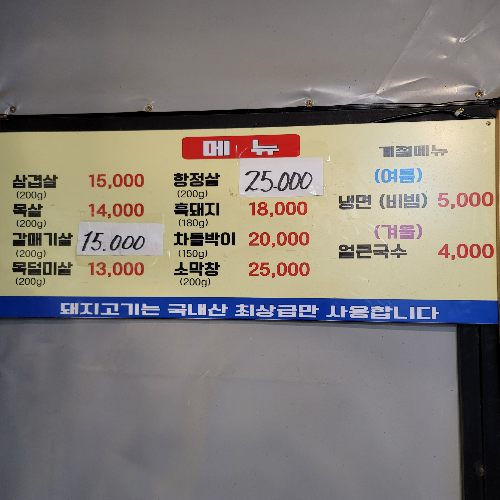 메뉴
삼겹살 15,000
(200g)
목살 14,000
(200g)
갈매기살 15.000
(200g)
목덜미살 13,000
(200g)
항정살 25.000
(200g)
흑돼지 18,000
(180g)
차돌박이 20,000
(150g)
소막창 25,000
(200g)
계절메뉴
(여름)
냉면 (비빔) 5,000
(겨울)
얼큰국수 4,000
돼지고기는 국내산 최상급만 사용합니다